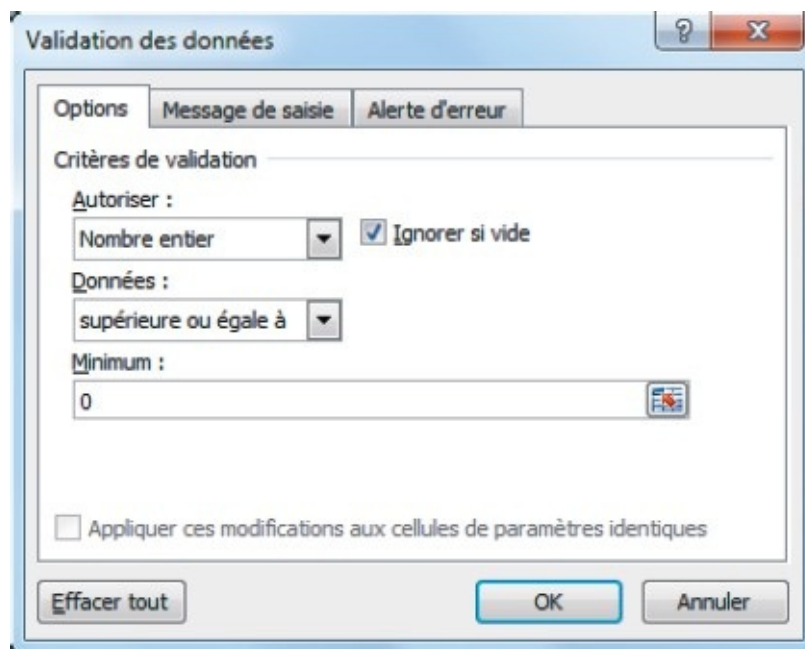 Validation des données
Options Message de saisie Alerte d'erreur
Critères de validation
Autoriser :
Nombre entier Ignorer si vide
Données :
supérieure ou égale à
Minimum :
0
Appliquer ces modifications aux cellules de paramètres identiques
Effacer tout OK Annuler